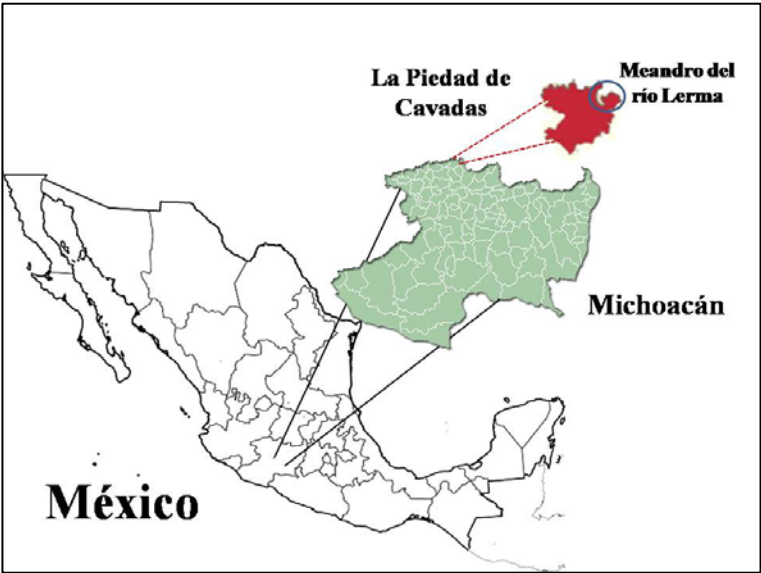 La Piedad de
Cavadas
Meandro del
río Lerma
Michoacán
México